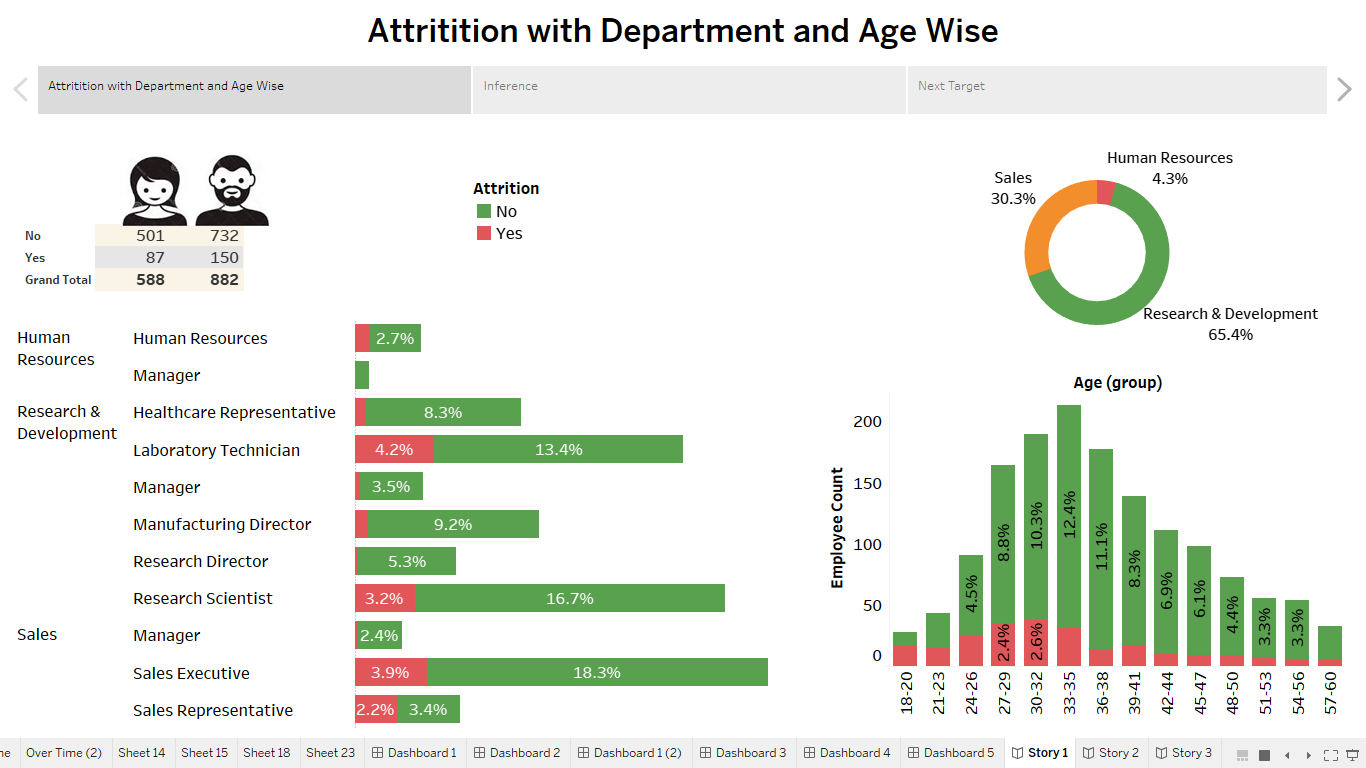 Attritition with Department and Age Wise
Attritition with Department and Age Wise
Inference
Next Target
No 501 732
Yes 87 150
Grand Total 588 882
Attrition
No
Yes
Human Resources
4.3%
Sales
30.3%
Research & Development
65.4%
Human
Resources
Human Resources 2.7%
Manager
Research &
Development
Healthcare Representative 8.3%
Laboratory Technician 4.2% 13.4%
Manager 3.5%
Manufacturing Director 9.2%
Research Director 5.3%
Research Scientist 3.2% 16.7%
Sales
Manager 2.4%
Sales Executive 3.9% 18.3%
Sales Representative 2.2% 3.4%
Age (group)
Employee Count
200
150
100
50
0
4.5% 8.8% 10.3% 12.4% 11.1% 8.3% 6.9% 6.1% 4.4% 3.3% 3.3%
2.4% 2.6%
18-20 21-23 24-26 27-29 30-32 33-35 36-38 39-41 42-44 45-47 48-50 51-53 54-56 57-60
ne Over Time (2) Sheet 14 Sheet 15 Sheet 18 Sheet 23 Dashboard 1 Dashboard 2 Dashboard 1 (2) Dashboard 3 Dashboard 4 Dashboard 5 Story 1 Story 2 Story 3